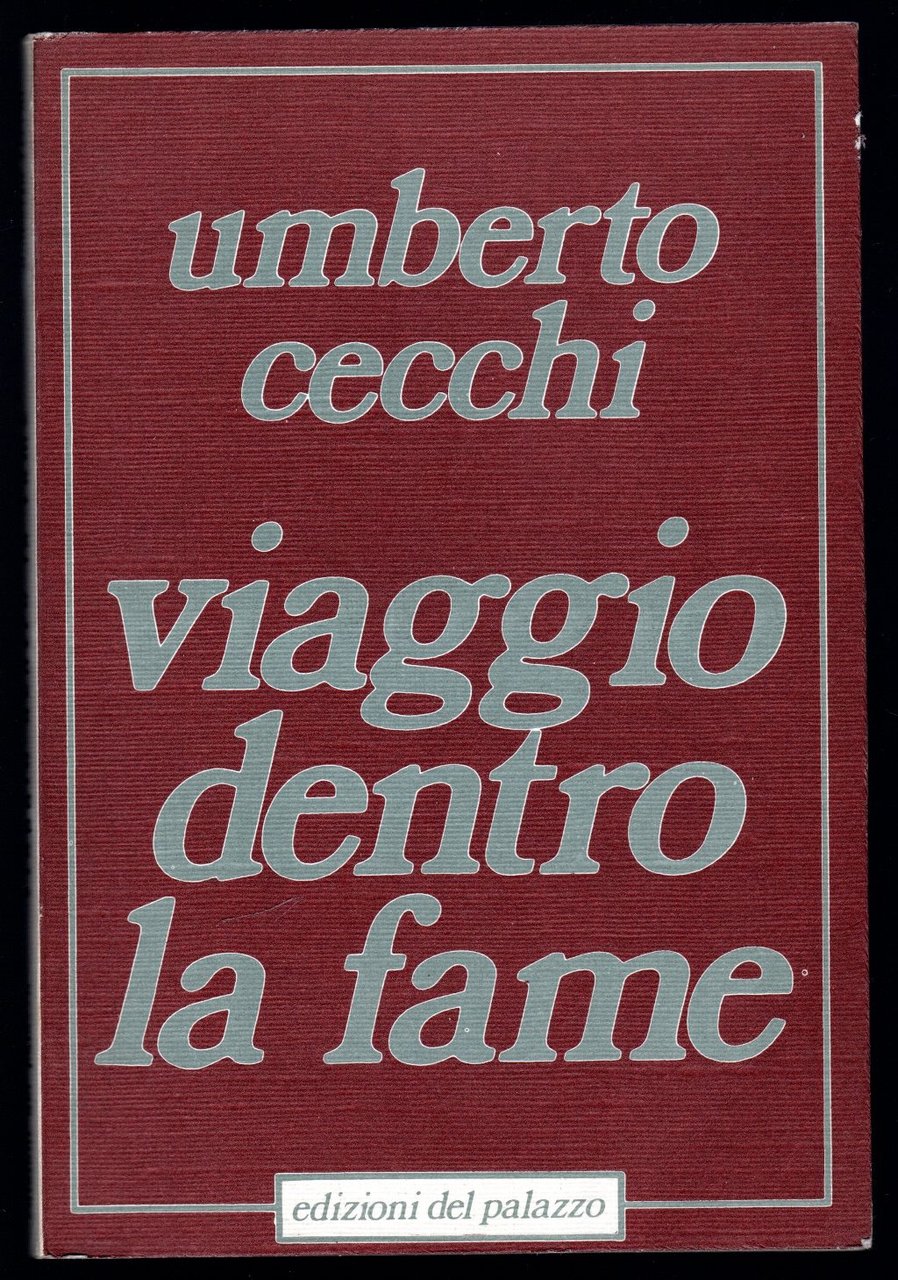 umberto
cecchi
viaggio
dentro
la fame
edizioni del palazzo